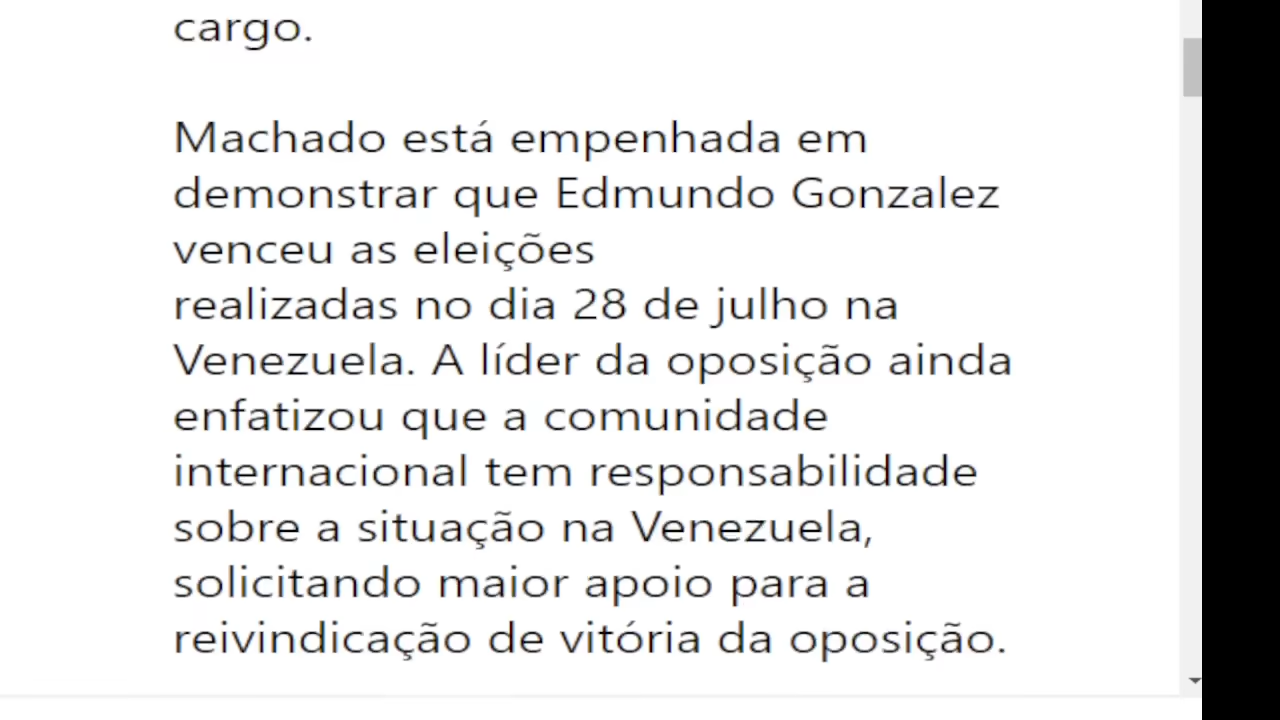 cargo.
Machado está empenhada em
demonstrar que Edmundo Gonzalez
venceu as eleições
realizadas no dia 28 de julho na
Venezuela. A líder da oposição ainda
enfatizou que a comunidade
internacional tem responsabilidade
sobre a situação na Venezuela,
solicitando maior apoio para a
reivindicação de vitória da oposição.